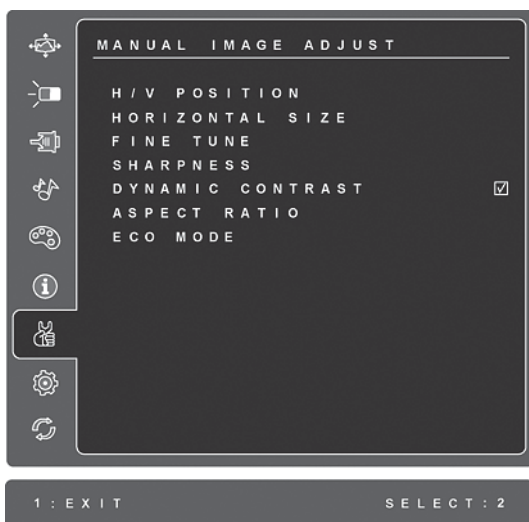 MANUAL IMAGE ADJUST
H/V POSITION
HORIZONTAL SIZE
FINE TUNE
SHARPNESS
DYNAMIC CONTRAST
ASPECT RATIO
ECO MODE
1:EXIT SELECT:2